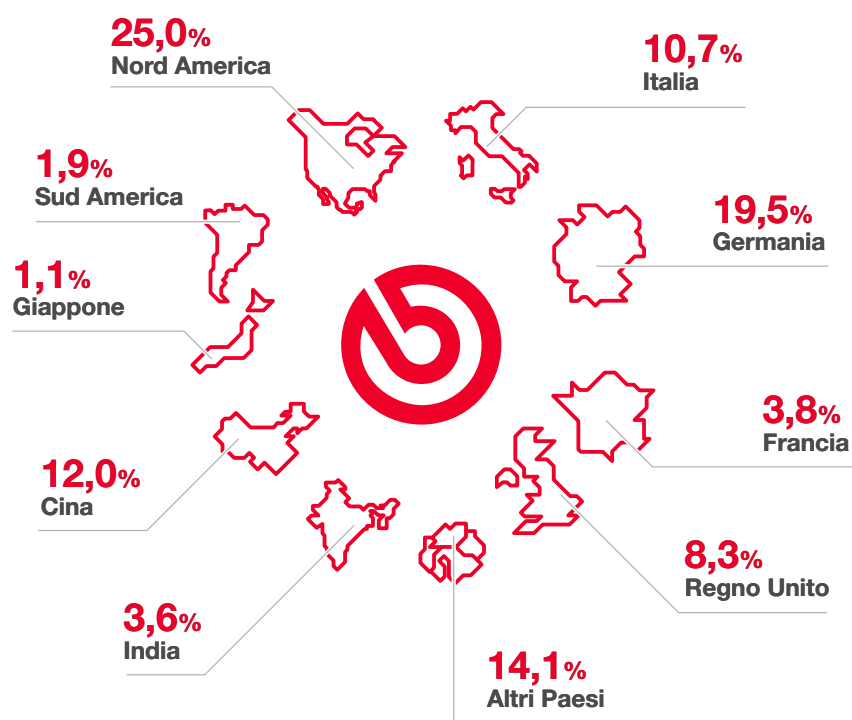 25,0%
Nord America
10,7%
Italia
1,9%
Sud America
19,5%
Germania
1,1%
Giappone
3,8%
Francia
12,0%
Cina
8,3%
Regno Unito
3,6%
India
14,1%
Altri Paesi